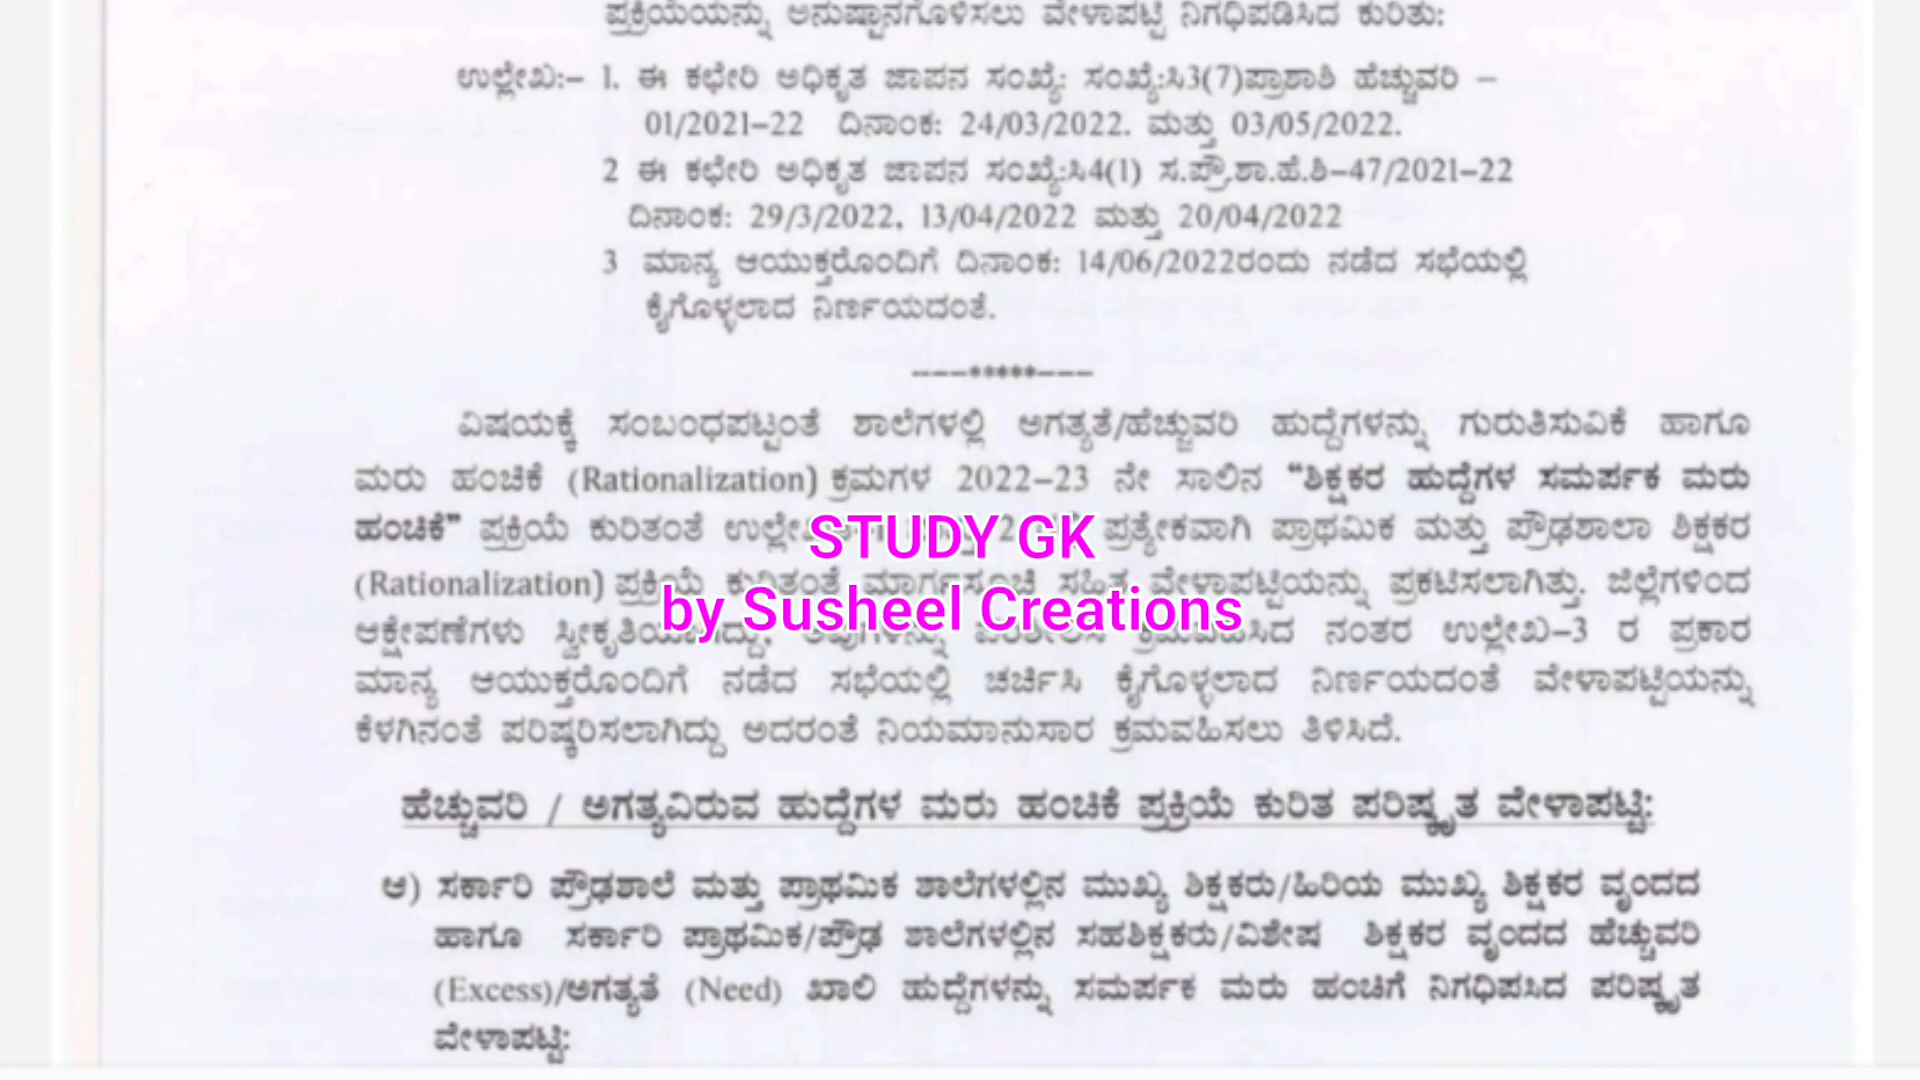 ಪ್ರಕ್ರಿಯೆಯನ್ನು ಅನುಷ್ಟಾನಗೊಳಿಸಲು ವೇಳಾಪಟ್ಟಿ ನಿಗಧಿಪಡಿಸಿದ ಕುರಿತು:
ಉಲ್ಲೇಖ:– 1. ಈ ಕಛೇರಿ ಅಧಿಕೃತ ಜ್ಞಾಪನ ಸಂಖ್ಯೆ: ಸಂಖ್ಯೆ:ಸಿ3(7)ಪ್ರಾಶಾಶಿ ಹೆಚ್ಚುವರಿ –
01/2021–22 ದಿನಾಂಕ: 24/03/2022. ಮತ್ತು 03/05/2022.
2 ಈ ಕಛೇರಿ ಅಧಿಕೃತ ಜ್ಞಾಪನ ಸಂಖ್ಯೆ:ಸಿ4(1) ಸ.ಪ್ರೌ.ಶಾ.ಹೆ.ಶಿ–47/2021–22
ದಿನಾಂಕ: 29/3/2022, 13/04/2022 ಮತ್ತು 20/04/2022
3 ಮಾನ್ಯ ಆಯುಕ್ತರೊಂದಿಗೆ ದಿನಾಂಕ: 14/06/2022ರಂದು ನಡೆದ ಸಭೆಯಲ್ಲಿ
ಕೈಗೊಳ್ಳಲಾದ ನಿರ್ಣಯದಂತೆ.
–––*****–––
ವಿಷಯಕ್ಕೆ ಸಂಬಂಧಪಟ್ಟಂತೆ ಶಾಲೆಗಳಲ್ಲಿ ಅಗತ್ಯತೆ/ಹೆಚ್ಚುವರಿ ಹುದ್ದೆಗಳನ್ನು ಗುರುತಿಸುವಿಕೆ ಹಾಗೂ
ಮರು ಹಂಚಿಕೆ (Rationalization) ಕ್ರಮಗಳ 2022–23 ನೇ ಸಾಲಿನ “ಶಿಕ್ಷಕರ ಹುದ್ದೆಗಳ ಸಮರ್ಪಕ ಮರು
ಹಂಚಿಕೆ” ಪ್ರಕ್ರಿಯೆ ಕುರಿತಂತೆ 2 ಪ್ರತ್ಯೇಕವಾಗಿ ಪ್ರಾಥಮಿಕ ಮತ್ತು ಪ್ರೌಢಶಾಲಾ ಶಿಕ್ಷಕರ
STUDY GK
(Rationalization) ಪ್ರಕ್ರಿಯೆ ಕುರಿತಂತೆ ಮಾರ್ಗಸೂಚಿ ಸಹಿತ ವೇಳಾಪಟ್ಟಿಯನ್ನು ಪ್ರಕಟಿಸಲಾಗಿತ್ತು. ಜಿಲ್ಲೆಗಳಿಂದ
by Susheel Creations
ಆಕ್ಷೇಪಣೆಗಳು ನಂತರ ಉಲ್ಲೇಖ–3 ರ ಪ್ರಕಾರ
ಮಾನ್ಯ ಆಯುಕ್ತರೊಂದಿಗೆ ನಡೆದ ಸಭೆಯಲ್ಲಿ ಚರ್ಚಿಸಿ ಕೈಗೊಳ್ಳಲಾದ ನಿರ್ಣಯದಂತೆ ವೇಳಾಪಟ್ಟಿಯನ್ನು
ಕೆಳಗಿನಂತೆ ಪರಿಷ್ಕರಿಸಲಾಗಿದ್ದು ಅದರಂತೆ ನಿಯಮಾನುಸಾರ ಕ್ರಮವಹಿಸಲು ತಿಳಿಸಿದೆ.
ಹೆಚ್ಚುವರಿ / ಅಗತ್ಯವಿರುವ ಹುದ್ದೆಗಳ ಮರು ಹಂಚಿಕೆ ಪ್ರಕ್ರಿಯೆ ಕುರಿತ ಪರಿಷ್ಕೃತ ವೇಳಾಪಟ್ಟಿ:
ಅ) ಸರ್ಕಾರಿ ಪ್ರೌಢಶಾಲೆ ಮತ್ತು ಪ್ರಾಥಮಿಕ ಶಾಲೆಗಳಲ್ಲಿನ ಮುಖ್ಯ ಶಿಕ್ಷಕರು/ಹಿರಿಯ ಮುಖ್ಯ ಶಿಕ್ಷಕರ ವೃಂದದ
ಹಾಗೂ ಸರ್ಕಾರಿ ಪ್ರಾಥಮಿಕ/ಪ್ರೌಢ ಶಾಲೆಗಳಲ್ಲಿನ ಸಹಶಿಕ್ಷಕರು/ವಿಶೇಷ ಶಿಕ್ಷಕರ ವೃಂದದ ಹೆಚ್ಚುವರಿ
(Excess)/ಅಗತ್ಯತೆ (Need) ಖಾಲಿ ಹುದ್ದೆಗಳನ್ನು ಸಮರ್ಪಕ ಮರು ಹಂಚಿಗೆ ನಿಗಧಿಪಸಿದ ಪರಿಷ್ಕೃತ
ವೇಳಾಪಟ್ಟಿ: